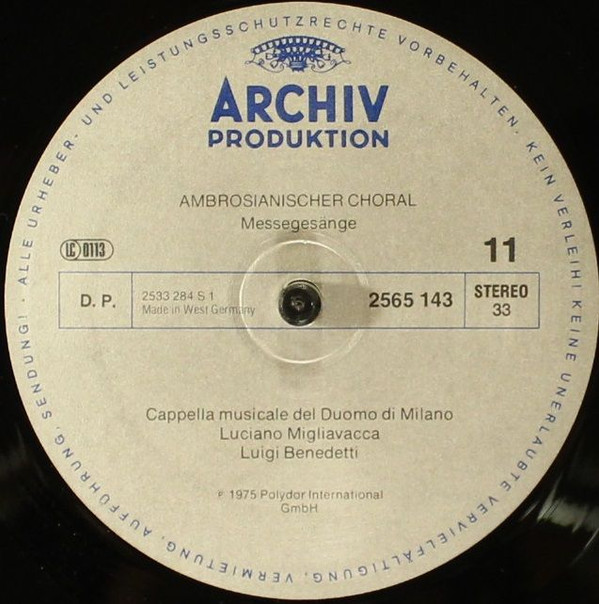 ALLE URHEBER- UND LEISTUNGSSCHUTZRECHTE VORBEHALTEN. KEIN VERLEIH! KEINE UNERLAUBTE VERVIELFÄLTIGUNG, VERMIETUNG, AUFFÜHRUNG, SENDUNG!
ARCHIV
PRODUKTION
AMBROSIANISCHER CHORAL
Messegesänge
LC 0113
11
D. P.
2533 284 S 1
Made in West Germany
2565 143
STEREO
33
Cappella musicale del Duomo di Milano
Luciano Migliavacca
Luigi Benedetti
℗ 1975 Polydor International
GmbH